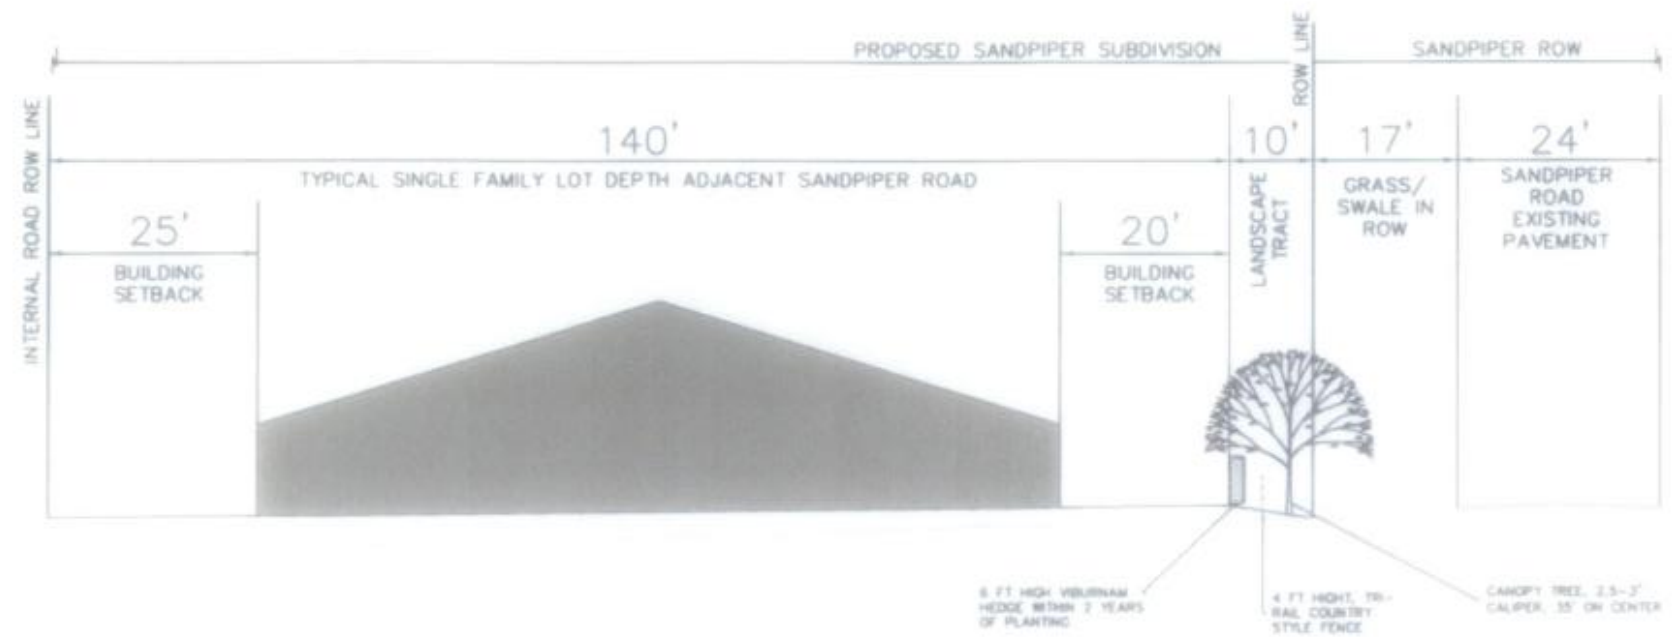 PROPOSED SANDPIPER SUBDIVISION
ROW LINE
SANDPIPER ROW
INTERNAL ROAD ROW LINE
140'
TYPICAL SINGLE FAMILY LOT DEPTH ADJACENT SANDPIPER ROAD
10'
LANDSCAPE
TRACT
17'
GRASS/
SWALE IN
ROW
24'
SANDPIPER
ROAD
EXISTING
PAVEMENT
25'
BUILDING
SETBACK
20'
BUILDING
SETBACK
6 FT HIGH VIBURNAM
HEDGE WITHIN 2 YEARS
OF PLANTING
4 FT HIGHT, TRI-
RAIL COUNTRY
STYLE FENCE
CANOPY TREE, 2.5-3"
CALIPER, 35' ON CENTER